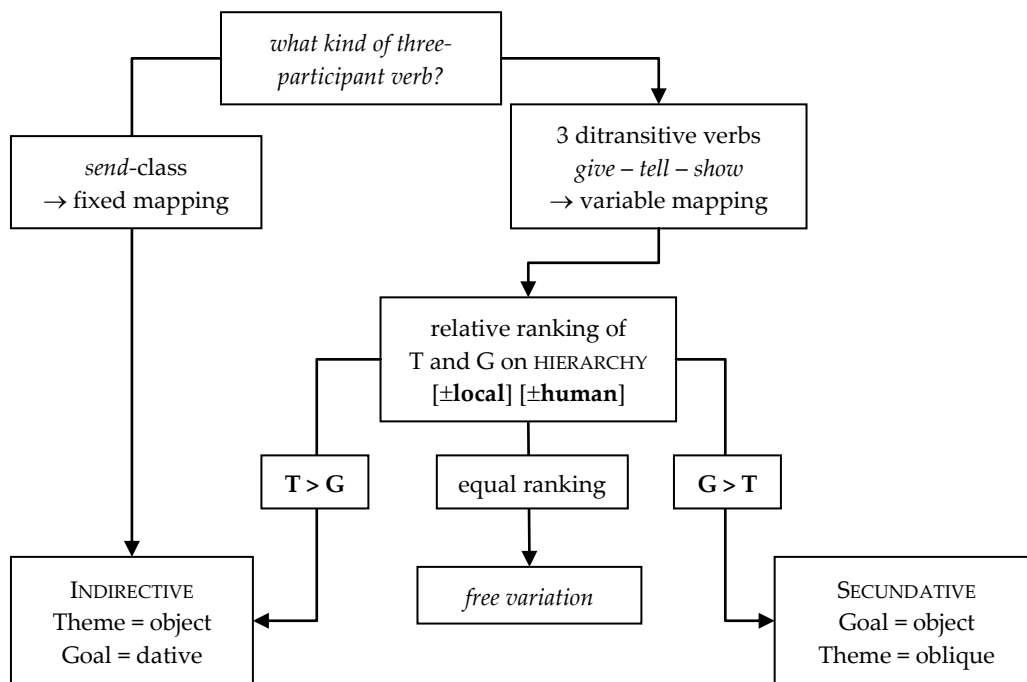 what kind of three-
participant verb?
send-class
→ fixed mapping
3 ditransitive verbs
give – tell – show
→ variable mapping
relative ranking of
T and G on HIERARCHY
[±local] [±human]
T > G
equal ranking
G > T
INDIRECTIVE
Theme = object
Goal = dative
free variation
SECUNDATIVE
Goal = object
Theme = oblique